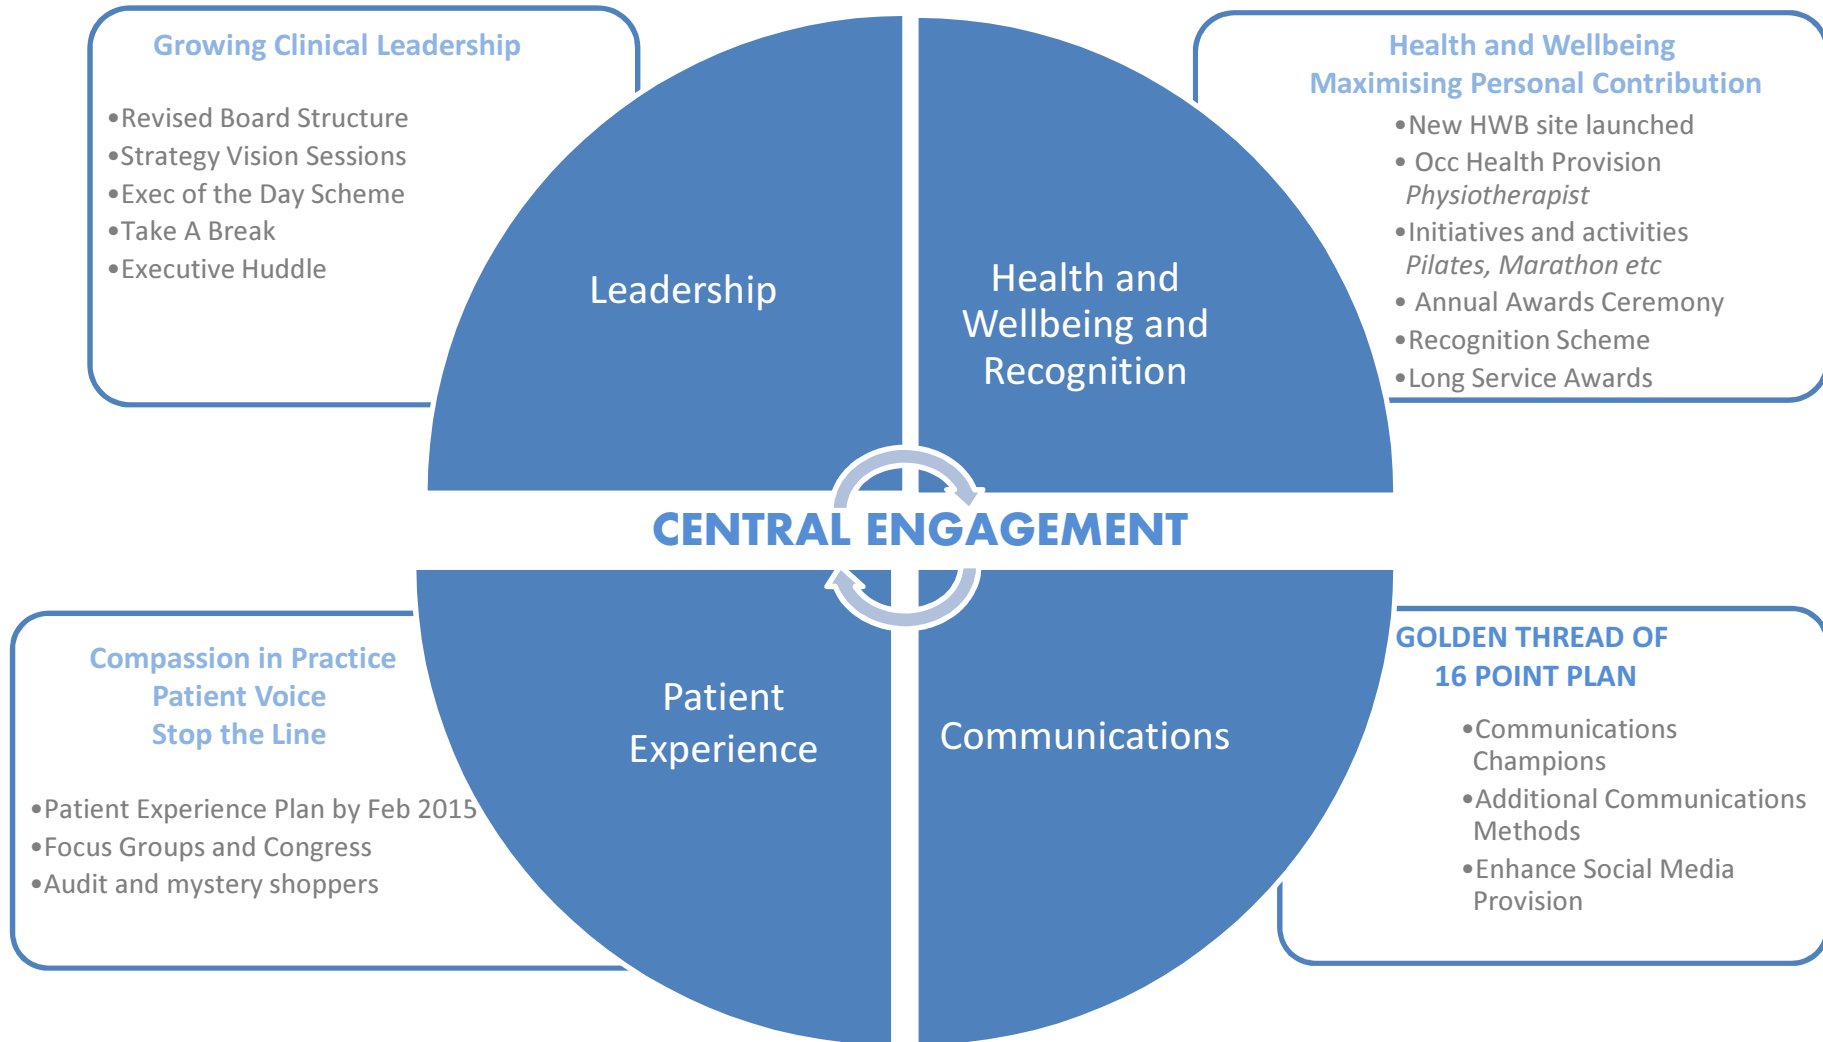 Growing Clinical Leadership
•Revised Board Structure
•Strategy Vision Sessions
•Exec of the Day Scheme
•Take A Break
•Executive Huddle
Leadership
Health and Wellbeing
Maximising Personal Contribution
•New HWB site launched
• Occ Health Provision
Physiotherapist
•Initiatives and activities
Pilates, Marathon etc
• Annual Awards Ceremony
•Recognition Scheme
•Long Service Awards
Health and
Wellbeing and
Recognition
CENTRAL ENGAGEMENT
Compassion in Practice
Patient Voice
Stop the Line
•Patient Experience Plan by Feb 2015
•Focus Groups and Congress
•Audit and mystery shoppers
Patient
Experience
Communications
GOLDEN THREAD OF
16 POINT PLAN
•Communications
Champions
•Additional Communications
Methods
•Enhance Social Media
Provision